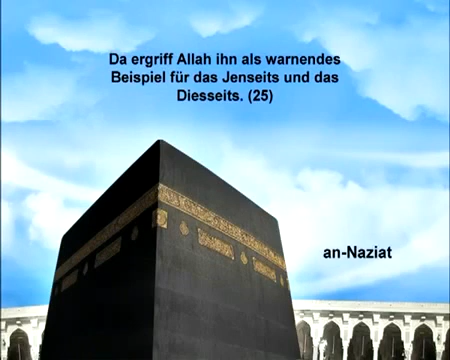 Da ergriff Allah ihn als warnendes
Beispiel für das Jenseits und das
Diesseits. (25)
an-Naziat